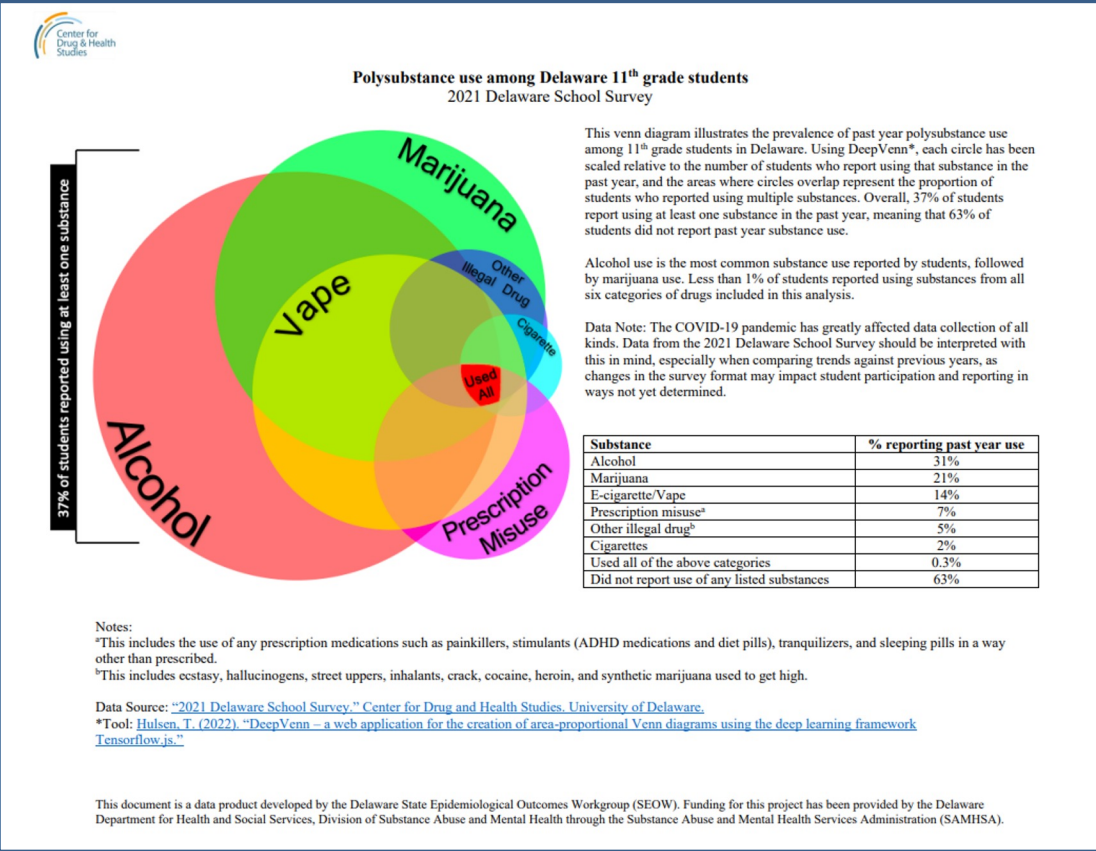 Center for
Drug & Health
Studies
Polysubstance use among Delaware 11th grade students
2021 Delaware School Survey
37% of students reported using at least one substance
Marijuana
Other
Illegal Drug
Vape
Cigarette
Used
All
Alcohol
Prescription
Misuse
This venn diagram illustrates the prevalence of past year polysubstance use
among 11th grade students in Delaware. Using DeepVenn*, each circle has been
scaled relative to the number of students who report using that substance in the
past year, and the areas where circles overlap represent the proportion of
students who reported using multiple substances. Overall, 37% of students
report using at least one substance in the past year, meaning that 63% of
students did not report past year substance use.
Alcohol use is the most common substance use reported by students, followed
by marijuana use. Less than 1% of students reported using substances from all
six categories of drugs included in this analysis.
Data Note: The COVID-19 pandemic has greatly affected data collection of all
kinds. Data from the 2021 Delaware School Survey should be interpreted with
this in mind, especially when comparing trends against previous years, as
changes in the survey format may impact student participation and reporting in
ways not yet determined.
Substance % reporting past year use
Alcohol 31%
Marijuana 21%
E-cigarette/Vape 14%
Prescription misuseª 7%
Other illegal drugᵇ 5%
Cigarettes 2%
Used all of the above categories 0.3%
Did not report use of any listed substances 63%
Notes:
ªThis includes the use of any prescription medications such as painkillers, stimulants (ADHD medications and diet pills), tranquilizers, and sleeping pills in a way
other than prescribed.
ᵇThis includes ecstasy, hallucinogens, street uppers, inhalants, crack, cocaine, heroin, and synthetic marijuana used to get high.
Data Source: “2021 Delaware School Survey.” Center for Drug and Health Studies. University of Delaware.
*Tool: Hulsen, T. (2022). “DeepVenn – a web application for the creation of area-proportional Venn diagrams using the deep learning framework
Tensorflow.js.”
This document is a data product developed by the Delaware State Epidemiological Outcomes Workgroup (SEOW). Funding for this project has been provided by the Delaware
Department for Health and Social Services, Division of Substance Abuse and Mental Health through the Substance Abuse and Mental Health Services Administration (SAMHSA).